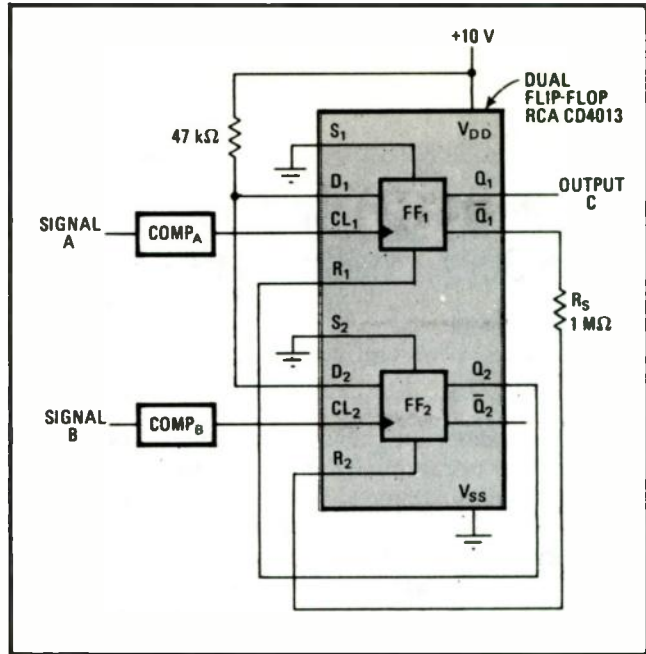 +10 V
DUAL
FLIP-FLOP
RCA CD4013
47 kΩ
S1
VDD
D1
Q1
OUTPUT
C
SIGNAL
A
COMPA
CL1
FF1
Q̅1
R1
RS
1 MΩ
S2
D2
Q2
SIGNAL
B
COMPB
CL2
FF2
Q̅2
R2
VSS